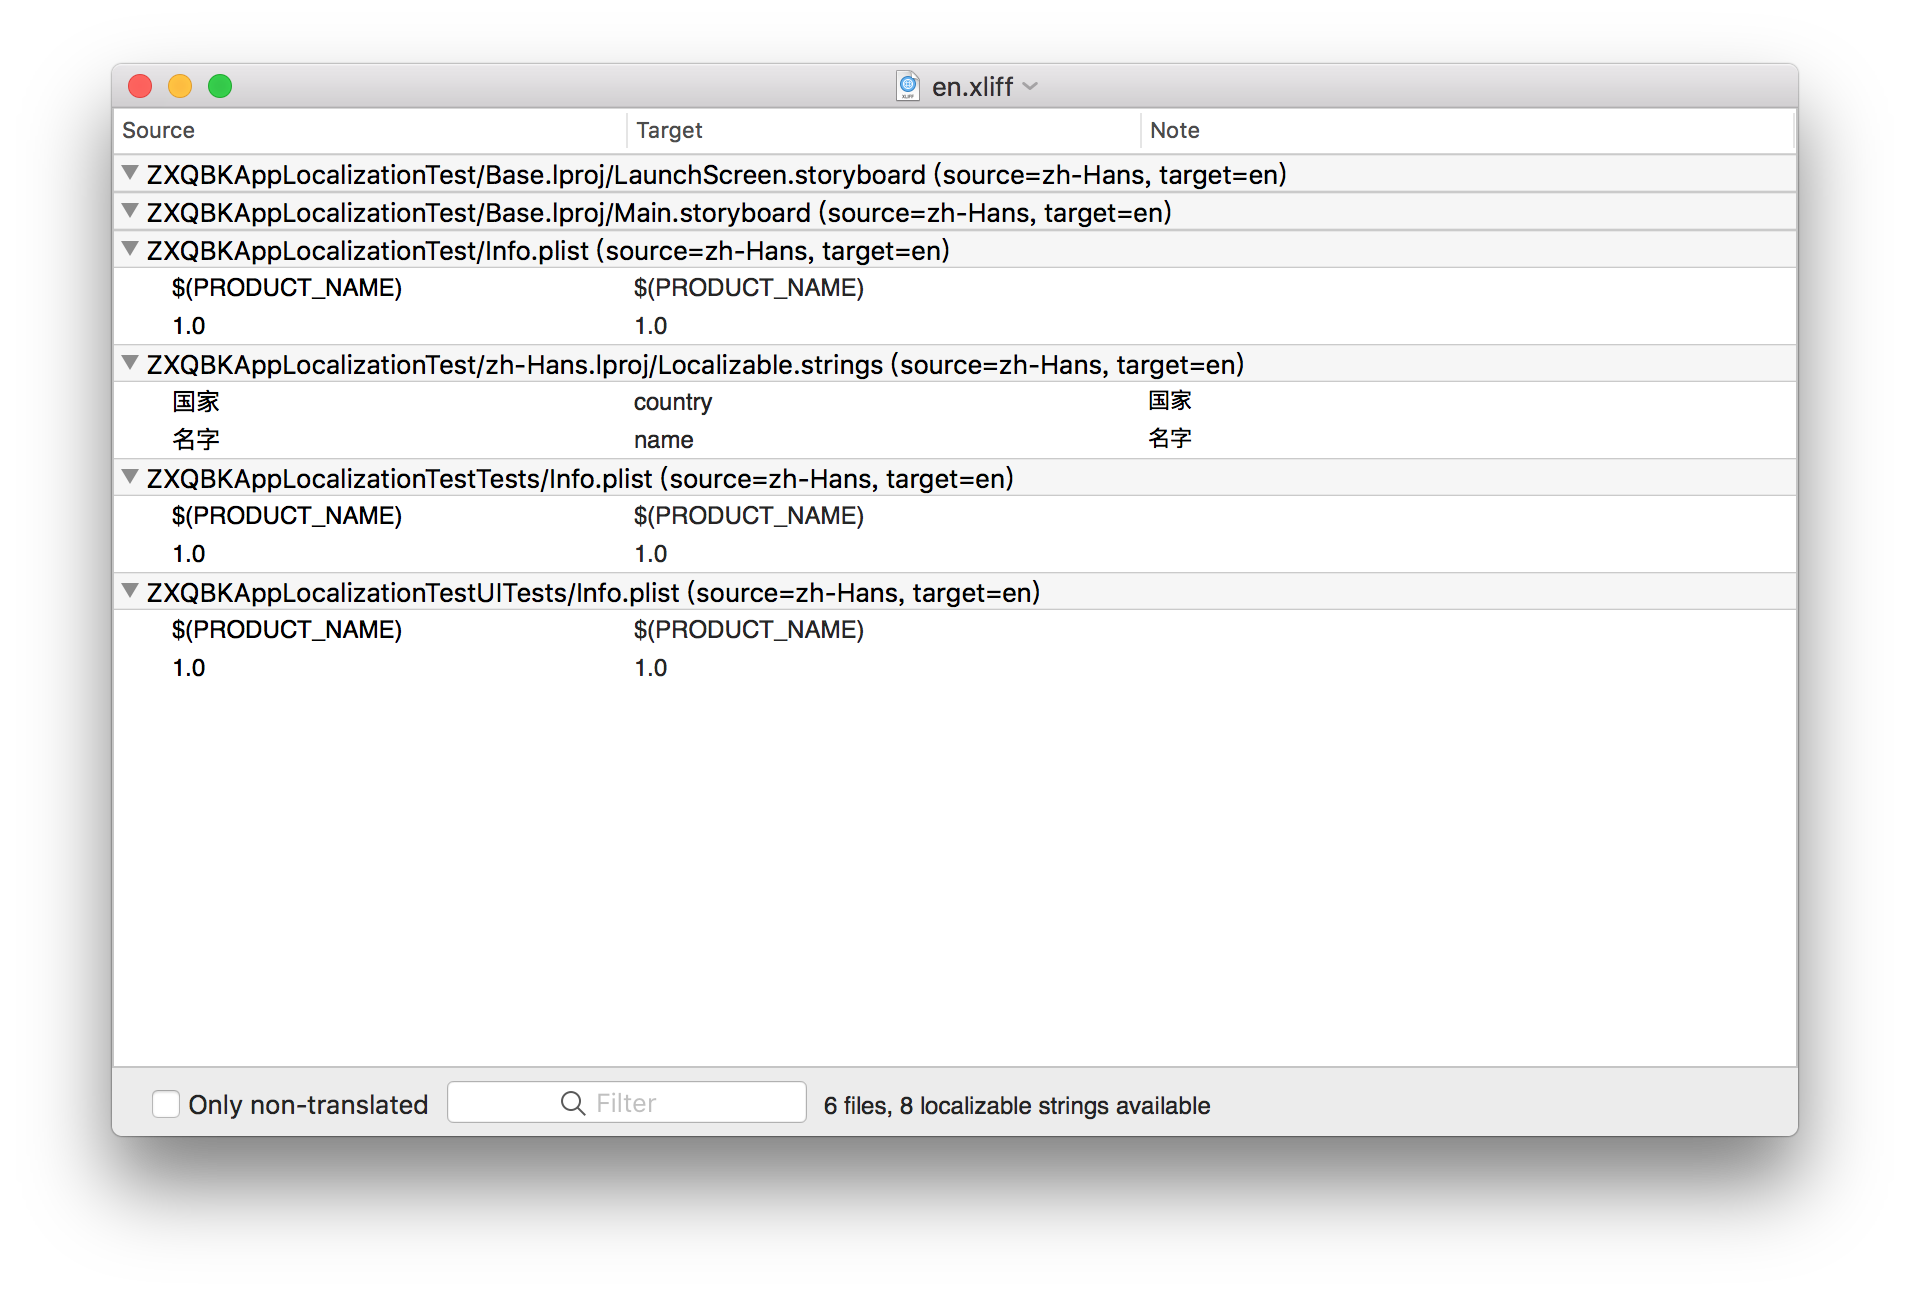 en.xliff
Source Target Note
ZXQBKAppLocalizationTest/Base.lproj/LaunchScreen.storyboard (source=zh-Hans, target=en)
ZXQBKAppLocalizationTest/Base.lproj/Main.storyboard (source=zh-Hans, target=en)
ZXQBKAppLocalizationTest/Info.plist (source=zh-Hans, target=en)
$(PRODUCT_NAME) $(PRODUCT_NAME)
1.0 1.0
ZXQBKAppLocalizationTest/zh-Hans.lproj/Localizable.strings (source=zh-Hans, target=en)
国家 country 国家
名字 name 名字
ZXQBKAppLocalizationTestTests/Info.plist (source=zh-Hans, target=en)
$(PRODUCT_NAME) $(PRODUCT_NAME)
1.0 1.0
ZXQBKAppLocalizationTestUITests/Info.plist (source=zh-Hans, target=en)
$(PRODUCT_NAME) $(PRODUCT_NAME)
1.0 1.0
Only non-translated Filter 6 files, 8 localizable strings available